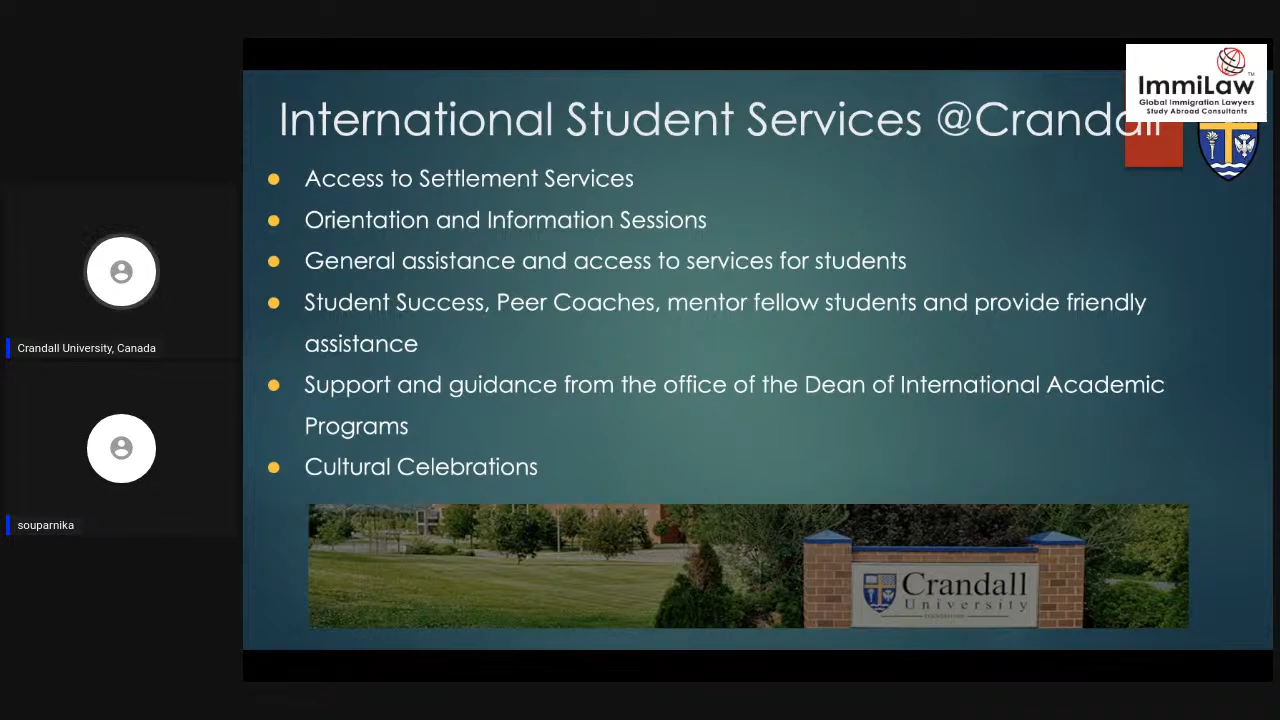 International Student Services @Crandall
ImmiLaw
TM
Global Immigration Lawyers
Study Abroad Consultants
Access to Settlement Services
Orientation and Information Sessions
General assistance and access to services for students
Student Success, Peer Coaches, mentor fellow students and provide friendly
assistance
Support and guidance from the office of the Dean of International Academic
Programs
Cultural Celebrations
Crandall
University
Crandall University, Canada
souparnika